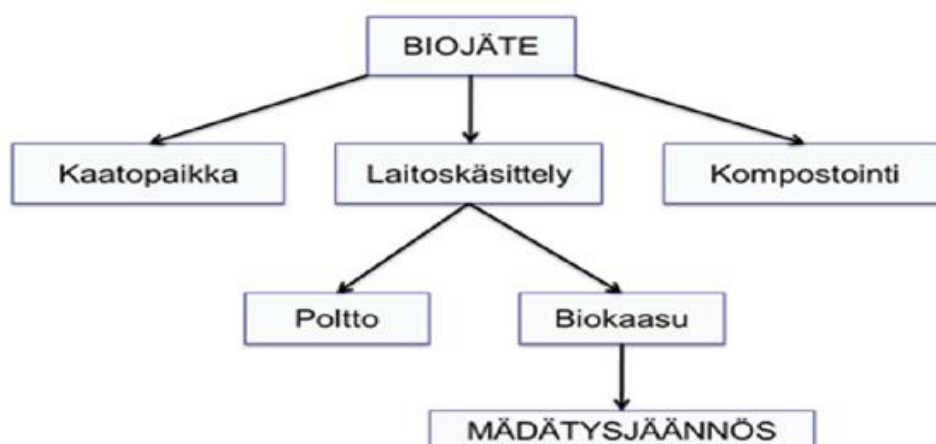 BIOJÄTE
Kaatopaikka
Laitoskäsittely
Kompostointi
Poltto
Biokaasu
MÄDÄTYSJÄÄNNÖS